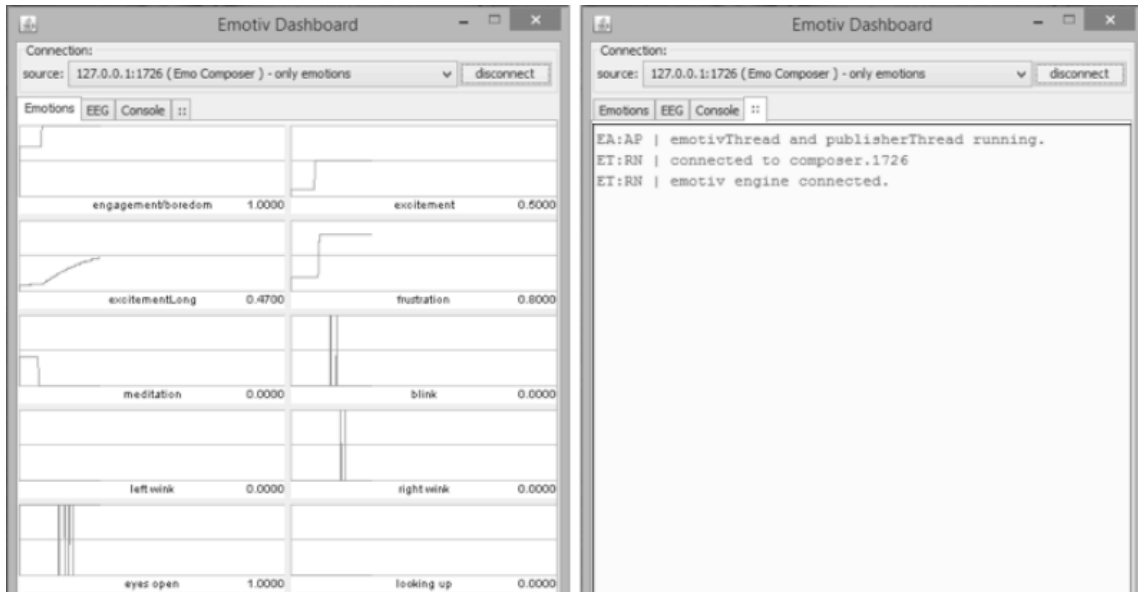 Emotiv Dashboard
Connection:
source: 127.0.0.1:1726 ( Emo Composer ) - only emotions disconnect
Emotions EEG Console ::
engagement/boredom 1.0000 excitement 0.5000
excitementLong 0.4700 frustration 0.8000
meditation 0.0000 blink 0.0000
left wink 0.0000 right wink 0.0000
eyes open 1.0000 looking up 0.0000
Emotiv Dashboard
Connection:
source: 127.0.0.1:1726 ( Emo Composer ) - only emotions disconnect
Emotions EEG Console ::
EA:AP | emotivThread and publisherThread running.
ET:RN | connected to composer.1726
ET:RN | emotiv engine connected.